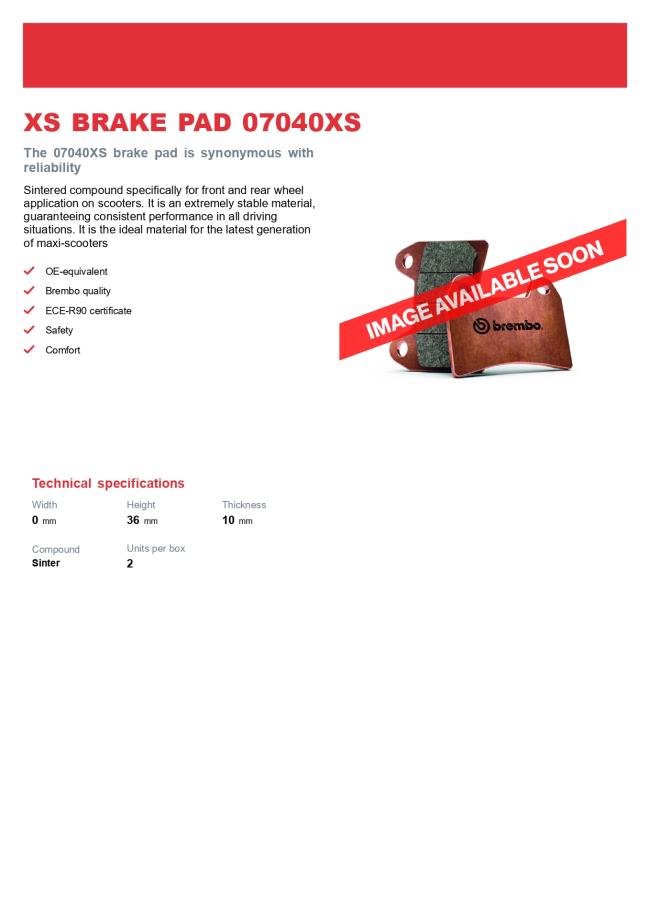 XS BRAKE PAD 07040XS
The 07040XS brake pad is synonymous with
reliability
Sintered compound specifically for front and rear wheel
application on scooters. It is an extremely stable material,
guaranteeing consistent performance in all driving
situations. It is the ideal material for the latest generation
of maxi-scooters
OE-equivalent
Brembo quality
ECE-R90 certificate
Safety
Comfort
IMAGE AVAILABLE SOON
brembo.
Technical specifications
Width Height Thickness
0 mm 36 mm 10 mm
Compound Units per box
Sinter 2